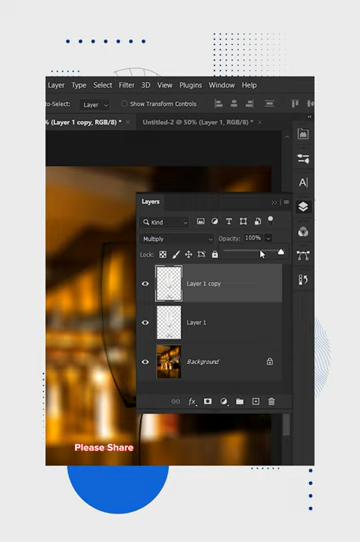 Layer Type Select Filter 3D View Plugins Window Help
to-Select: Layer Show Transform Controls
% (Layer 1 copy, RGB/8) * × Untitled-2 @ 50% (Layer 1, RGB/8) * ×
Layers
Kind
Multiply Opacity: 100%
Lock:
Layer 1 copy
Layer 1
Background
fx
Please Share